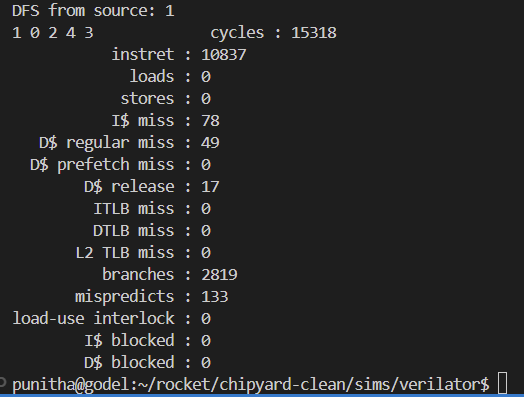 DFS from source: 1
1 0 2 4 3 cycles : 15318
instret : 10837
loads : 0
stores : 0
I$ miss : 78
D$ regular miss : 49
D$ prefetch miss : 0
D$ release : 17
ITLB miss : 0
DTLB miss : 0
L2 TLB miss : 0
branches : 2819
mispredicts : 133
load-use interlock : 0
I$ blocked : 0
D$ blocked : 0
punitha@godel:~/rocket/chipyard-clean/sims/verilator$